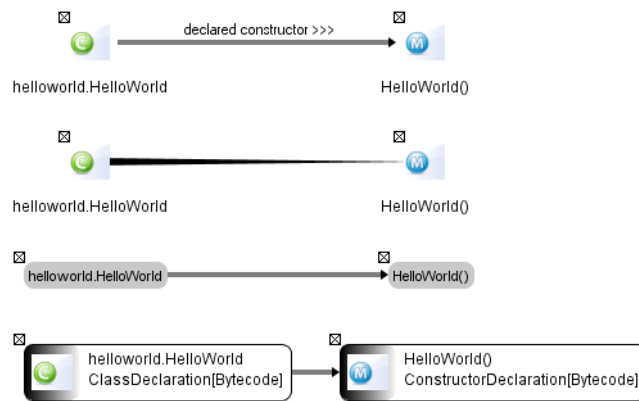 declared constructor >>>
C M
helloworld.HelloWorld HelloWorld()
C M
helloworld.HelloWorld HelloWorld()
helloworld.HelloWorld HelloWorld()
helloworld.HelloWorld HelloWorld()
C M
ClassDeclaration[Bytecode] ConstructorDeclaration[Bytecode]